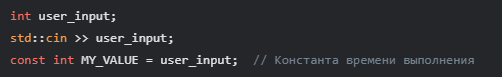 int user_input;
std::cin >> user_input;
const int MY_VALUE = user_input;  // Константа времени выполнения